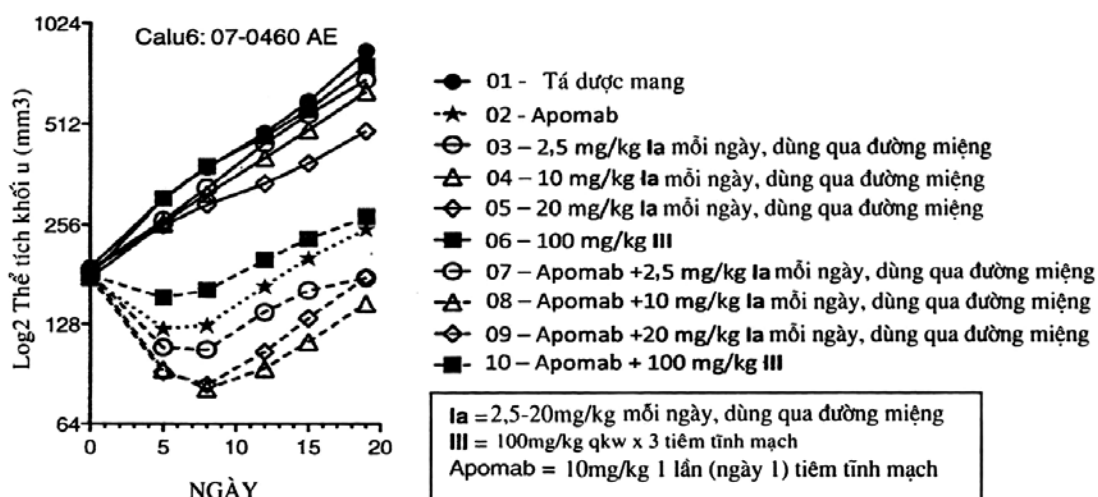 1024
Calu6: 07-0460 AE
512
256
128
64
Log2 Thể tích khối u (mm3)
0 5 10 15 20
NGÀY
01 - Tá dược mang
02 - Apomab
03 – 2,5 mg/kg Ia mỗi ngày, dùng qua đường miệng
04 – 10 mg/kg Ia mỗi ngày, dùng qua đường miệng
05 – 20 mg/kg Ia mỗi ngày, dùng qua đường miệng
06 – 100 mg/kg III
07 – Apomab +2,5 mg/kg Ia mỗi ngày, dùng qua đường miệng
08 – Apomab +10 mg/kg Ia mỗi ngày, dùng qua đường miệng
09 – Apomab +20 mg/kg Ia mỗi ngày, dùng qua đường miệng
10 – Apomab + 100 mg/kg III
Ia = 2,5-20mg/kg mỗi ngày, dùng qua đường miệng
III = 100mg/kg qkw x 3 tiêm tĩnh mạch
Apomab = 10mg/kg 1 lần (ngày 1) tiêm tĩnh mạch